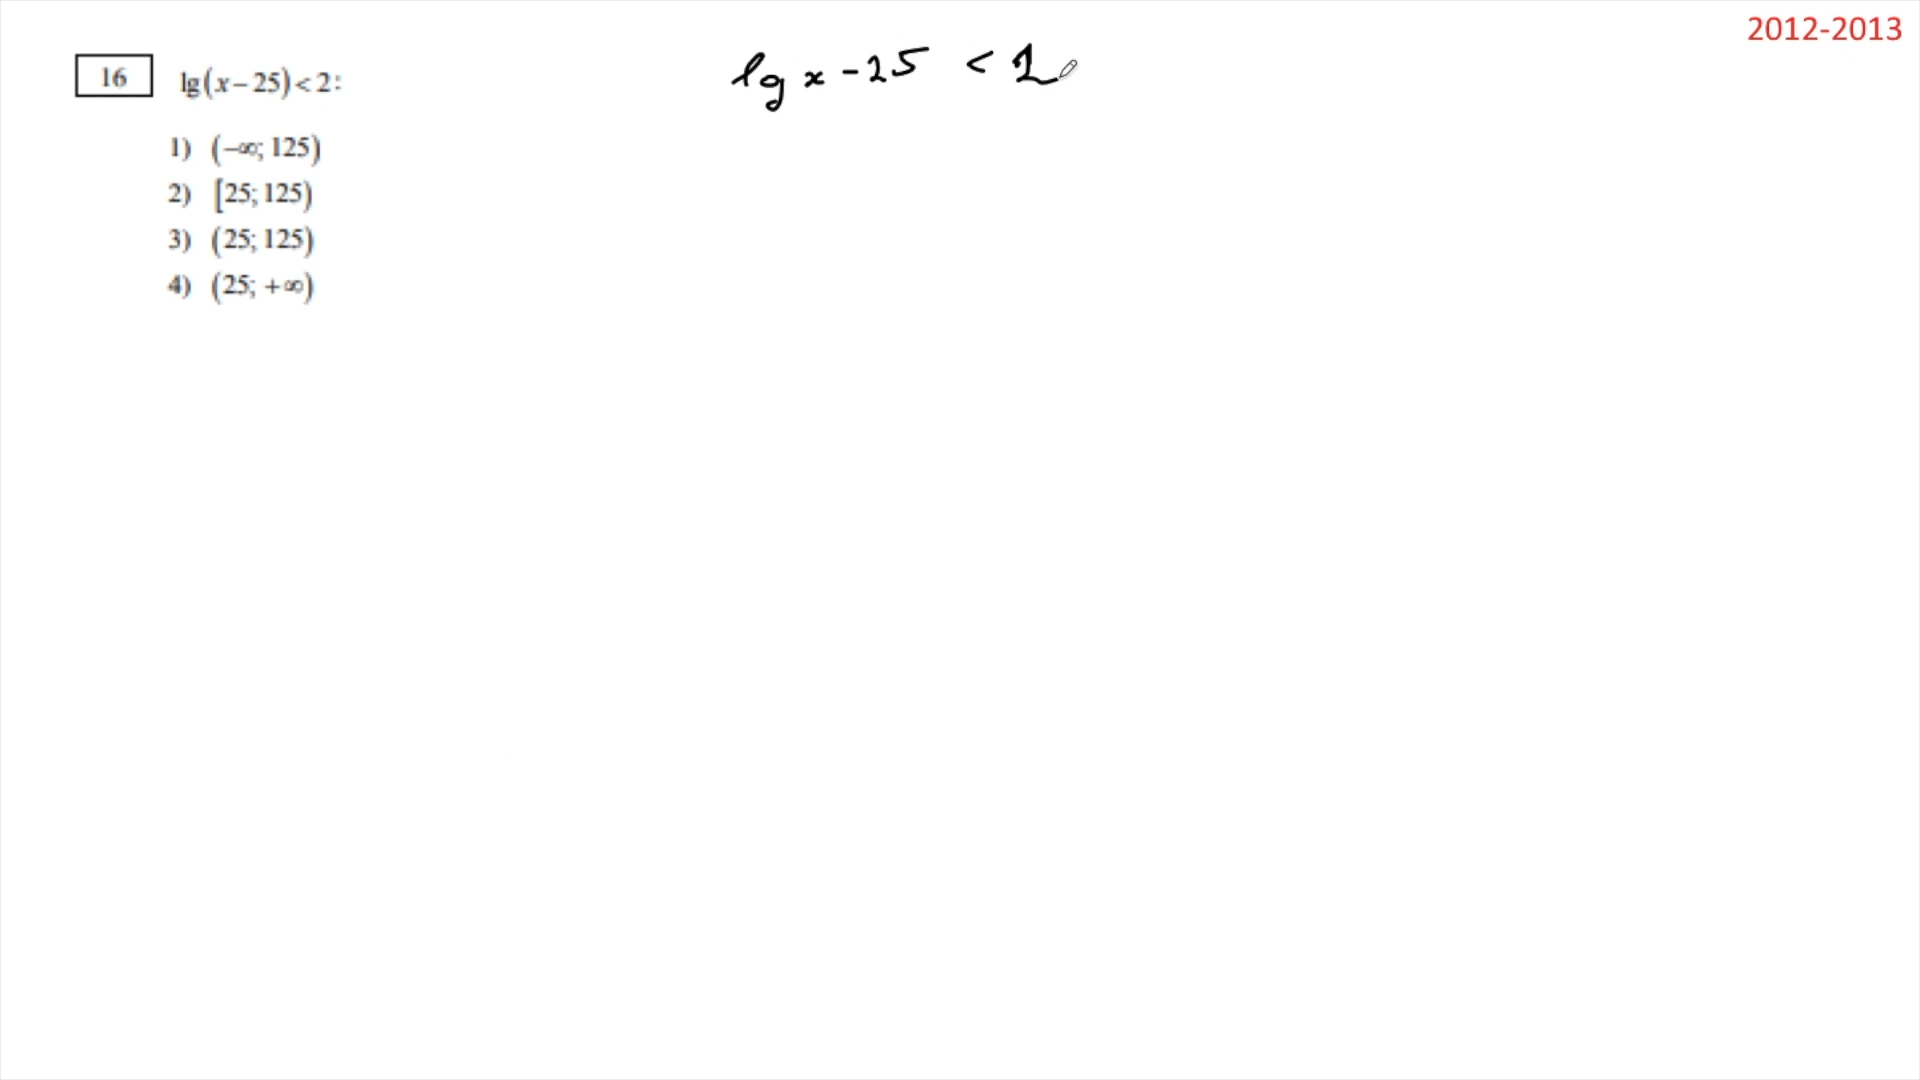 2012-2013
16 lg(x – 25) < 2:
lg x - 25 < 2
1) (–∞; 125)
2) [25; 125)
3) (25; 125)
4) (25; +∞)